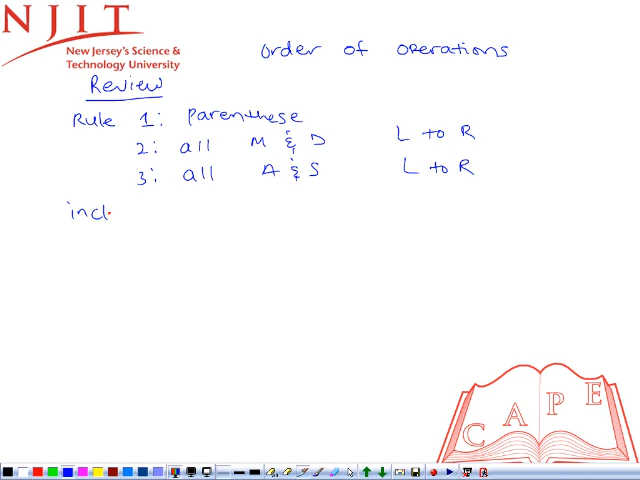 NJIT
New Jersey's Science &
Technology University
order of operations
Review
Rule 1: parenthese
2: all M & D L to R
3: all A & S L to R
incl
CAPE